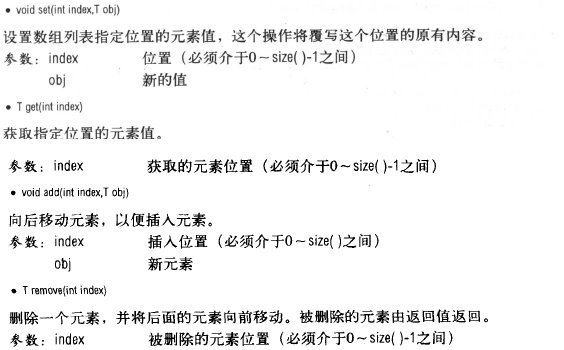 • void set(int index,T obj)
设置数组列表指定位置的元素值，这个操作将覆写这个位置的原有内容。
参数：index 位置（必须介于0~size( )-1之间）
obj 新的值
• T get(int index)
获取指定位置的元素值。
参数：index 获取的元素位置（必须介于0~size( )-1之间）
• void add(int index,T obj)
向后移动元素，以便插入元素。
参数：index 插入位置（必须介于0~size( )之间）
obj 新元素
• T remove(int index)
删除一个元素，并将后面的元素向前移动。被删除的元素由返回值返回。
参数：index 被删除的元素位置（必须介于0~size( )-1之间）